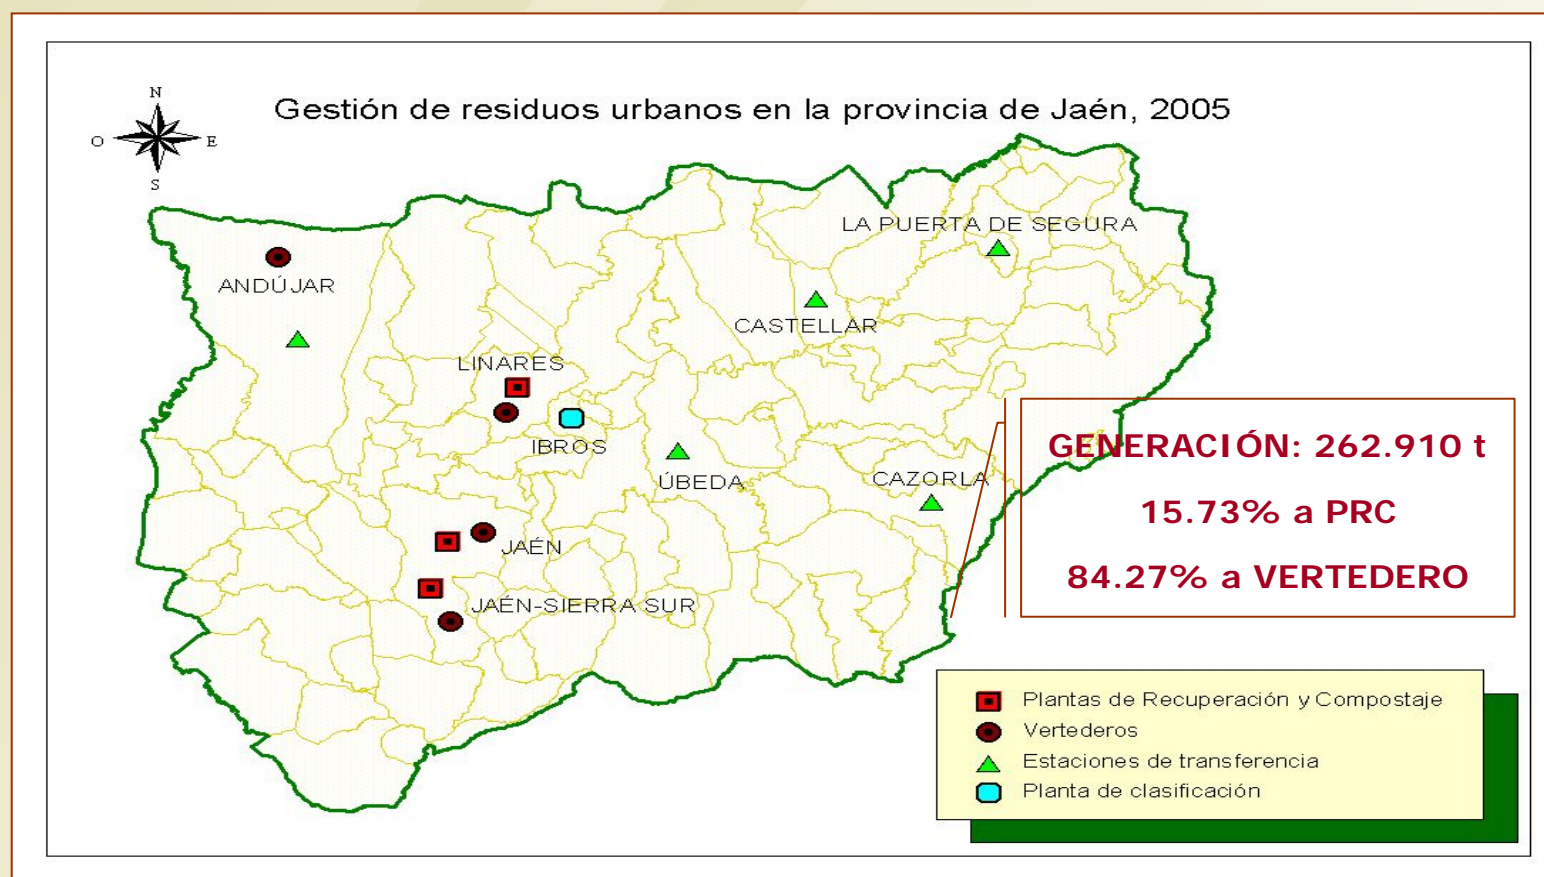 Gestión de residuos urbanos en la provincia de Jaén, 2005
N
O
E
S
LA PUERTA DE SEGURA
ANDÚJAR
CASTELLAR
LINARES
IBROS
ÚBEDA
CAZORLA
JAÉN
JAÉN-SIERRA SUR
GENERACIÓN: 262.910 t
15.73% a PRC
84.27% a VERTEDERO
Plantas de Recuperación y Compostaje
Vertederos
Estaciones de transferencia
Planta de clasificación